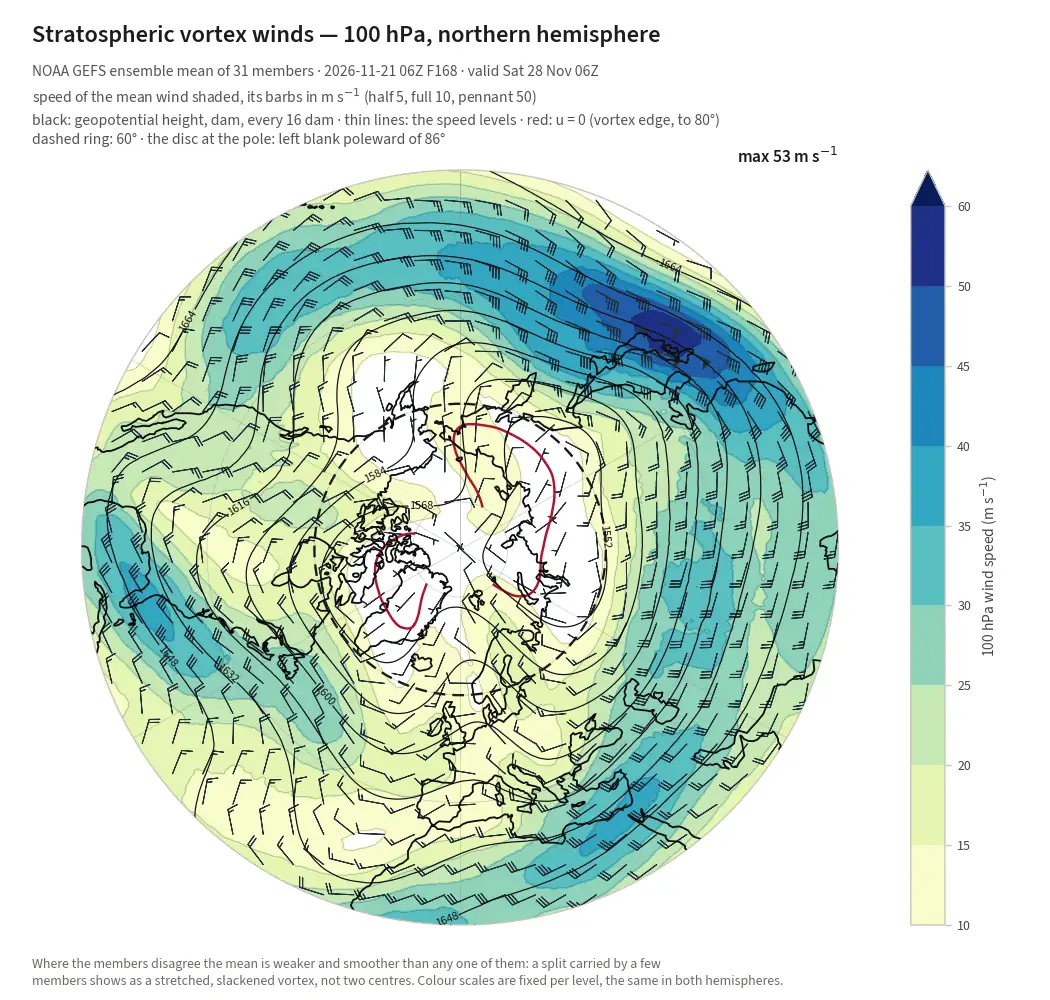 Stratospheric vortex winds — 100 hPa, northern hemisphere
NOAA GEFS ensemble mean of 31 members · 2026-11-21 06Z F168 · valid Sat 28 Nov 06Z
speed of the mean wind shaded, its barbs in m s⁻¹ (half 5, full 10, pennant 50)
black: geopotential height, dam, every 16 dam · thin lines: the speed levels · red: u = 0 (vortex edge, to 80°)
dashed ring: 60° · the disc at the pole: left blank poleward of 86°
max 53 m s⁻¹
60
50
45
40
35
30
25
20
15
10
100 hPa wind speed (m s⁻¹)
1664
1664
1584
1568
1616
1552
1648
1632
1600
1648
Where the members disagree the mean is weaker and smoother than any one of them: a split carried by a few
members shows as a stretched, slackened vortex, not two centres. Colour scales are fixed per level, the same in both hemispheres.